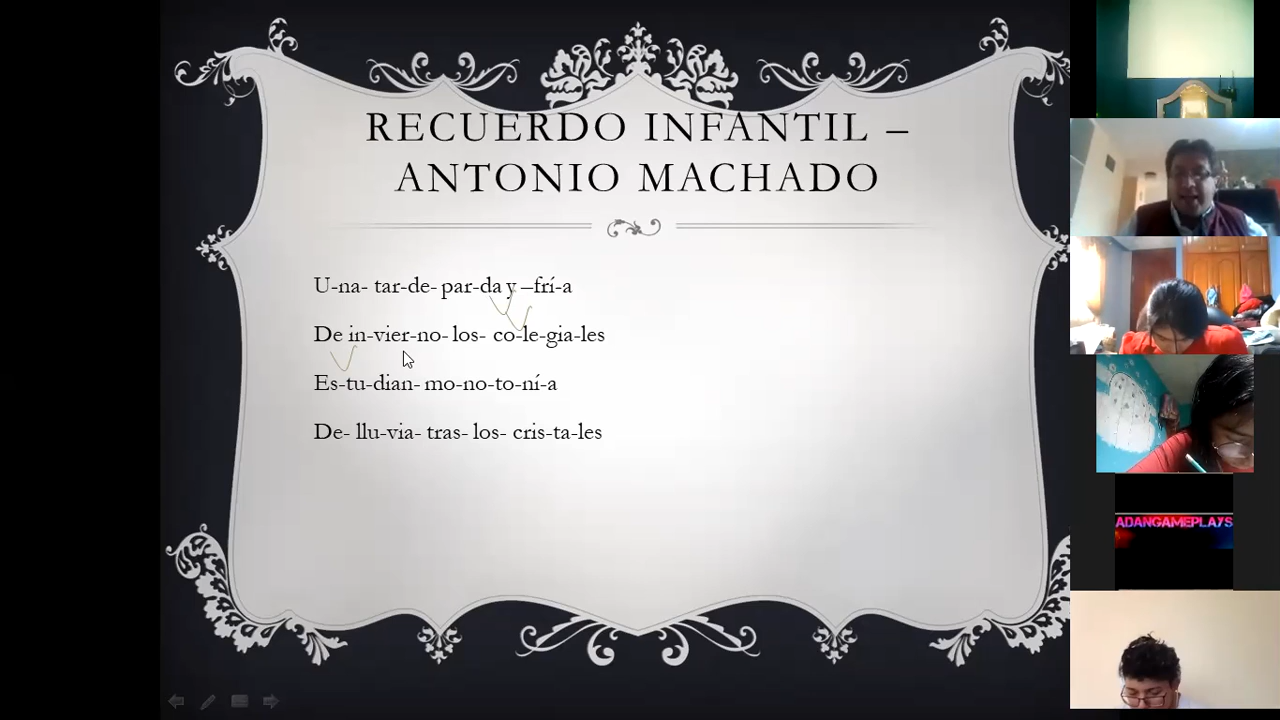 RECUERDO INFANTIL –
ANTONIO MACHADO
U-na- tar-de- par-da y –frí-a
De in-vier-no- los- co-le-gia-les
Es-tu-dian- mo-no-to-ní-a
De- llu-via- tras- los- cris-ta-les
ADANGAMEPLAYS